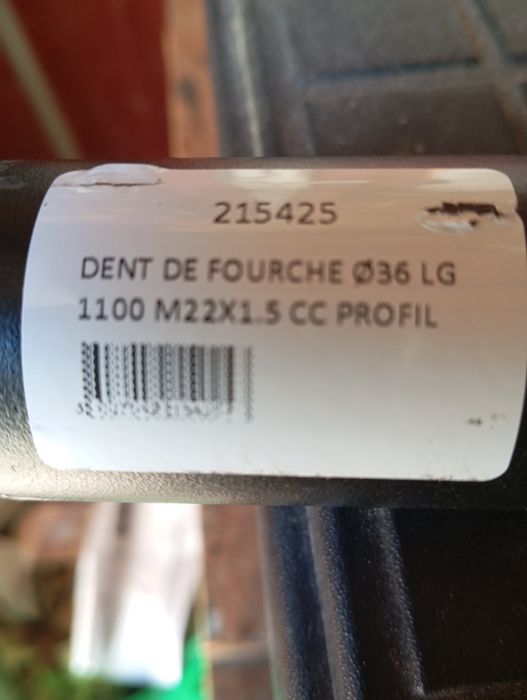 215425
DENT DE FOURCHE Ø36 LG
1100 M22X1.5 CC PROFIL